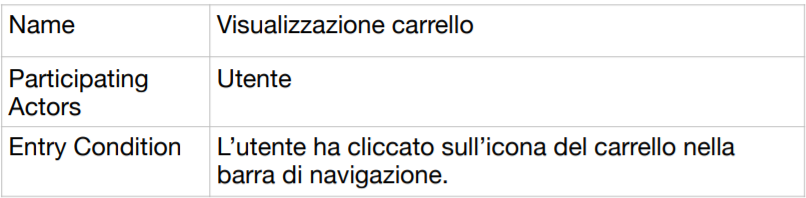 Name
Visualizzazione carrello
Participating
Actors
Utente
Entry Condition
L’utente ha cliccato sull’icona del carrello nella
barra di navigazione.